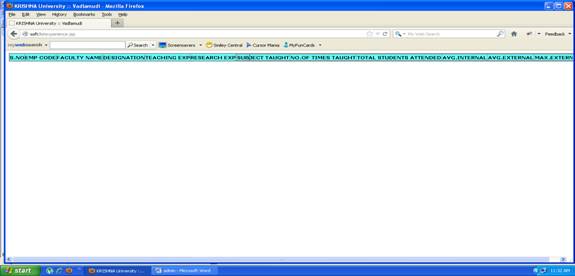 KRISHNA University :: Vadlamudi - Mozilla Firefox
File Edit View History Bookmarks Tools Help
KRISHNA University :: Vadlamudi
My Web Search Feedback
mywebsearch Search Screensavers Smiley Central Cursor Mania MyFunCards
S.NO EMP CODE FACULTY NAME DESIGNATION TEACHING EXP RESEARCH EXP SUBJECT TAUGHT NO.OF TIMES TAUGHT TOTAL STUDENTS ATTENDED AVG.INTERNAL AVG.EXTERNAL MAX.EXTERN
start KRISHNA University :: ... admin - Microsoft Word 11:32 AM